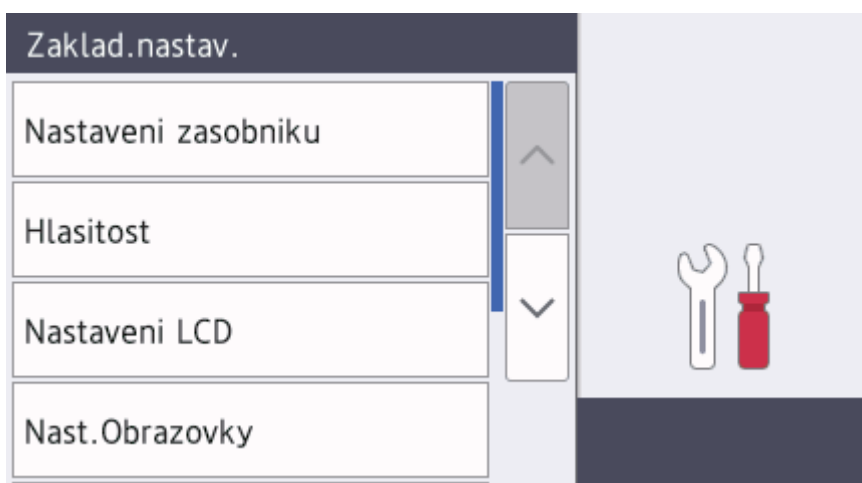 Zaklad.nastav.
Nastaveni zasobniku
Hlasitost
Nastaveni LCD
Nast.Obrazovky